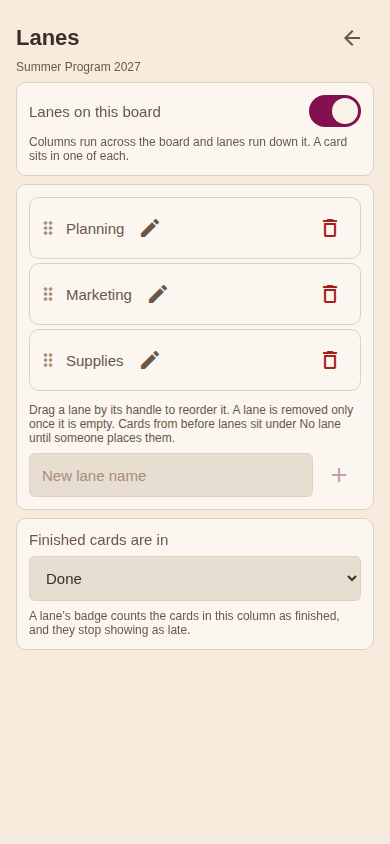 Lanes
Summer Program 2027
Lanes on this board
Columns run across the board and lanes run down it. A card
sits in one of each.
Planning
Marketing
Supplies
Drag a lane by its handle to reorder it. A lane is removed only
once it is empty. Cards from before lanes sit under No lane
until someone places them.
New lane name
Finished cards are in
Done
A lane's badge counts the cards in this column as finished,
and they stop showing as late.